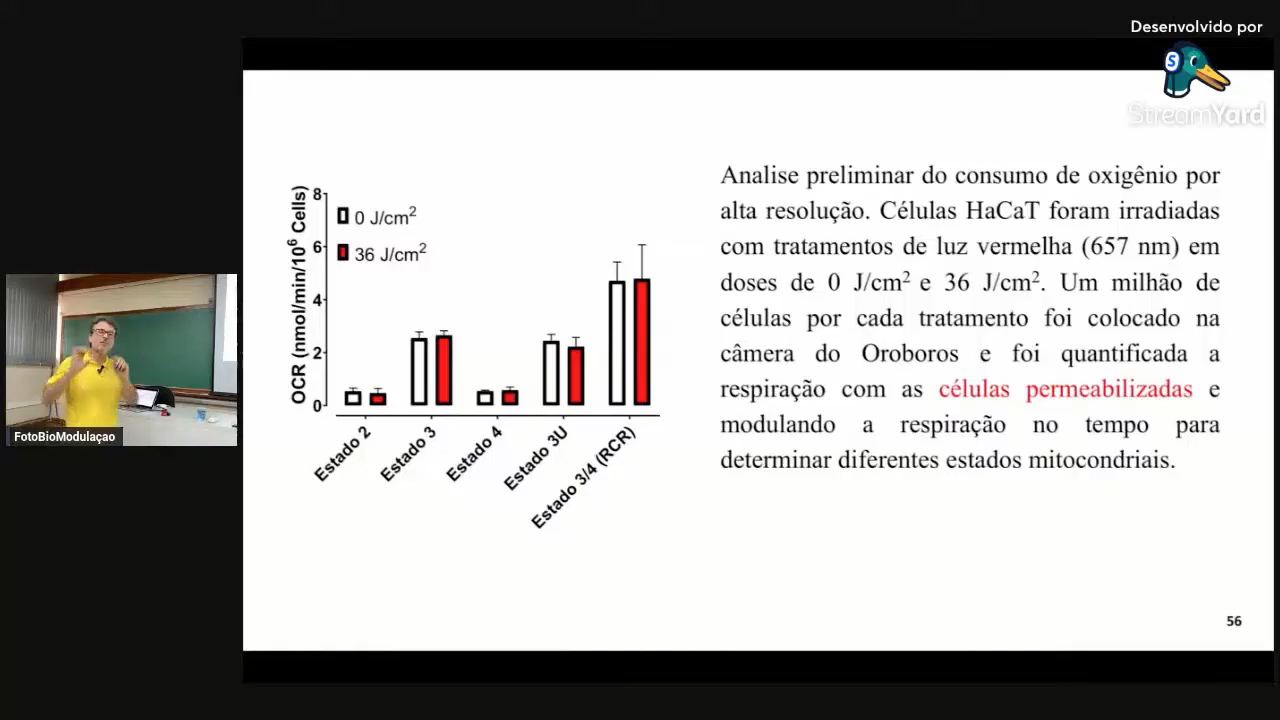 Desenvolvido por
S
StreamYard
OCR (nmol/min/10⁶ Cells)
8
6
4
2
0
0 J/cm²
36 J/cm²
Estado 2
Estado 3
Estado 4
Estado 3U
Estado 3/4 (RCR)
Analise preliminar do consumo de oxigênio por
alta resolução. Células HaCaT foram irradiadas
com tratamentos de luz vermelha (657 nm) em
doses de 0 J/cm² e 36 J/cm². Um milhão de
células por cada tratamento foi colocado na
câmera do Oroboros e foi quantificada a
respiração com as células permeabilizadas e
modulando a respiração no tempo para
determinar diferentes estados mitocondriais.
56
FotoBioModulaçao